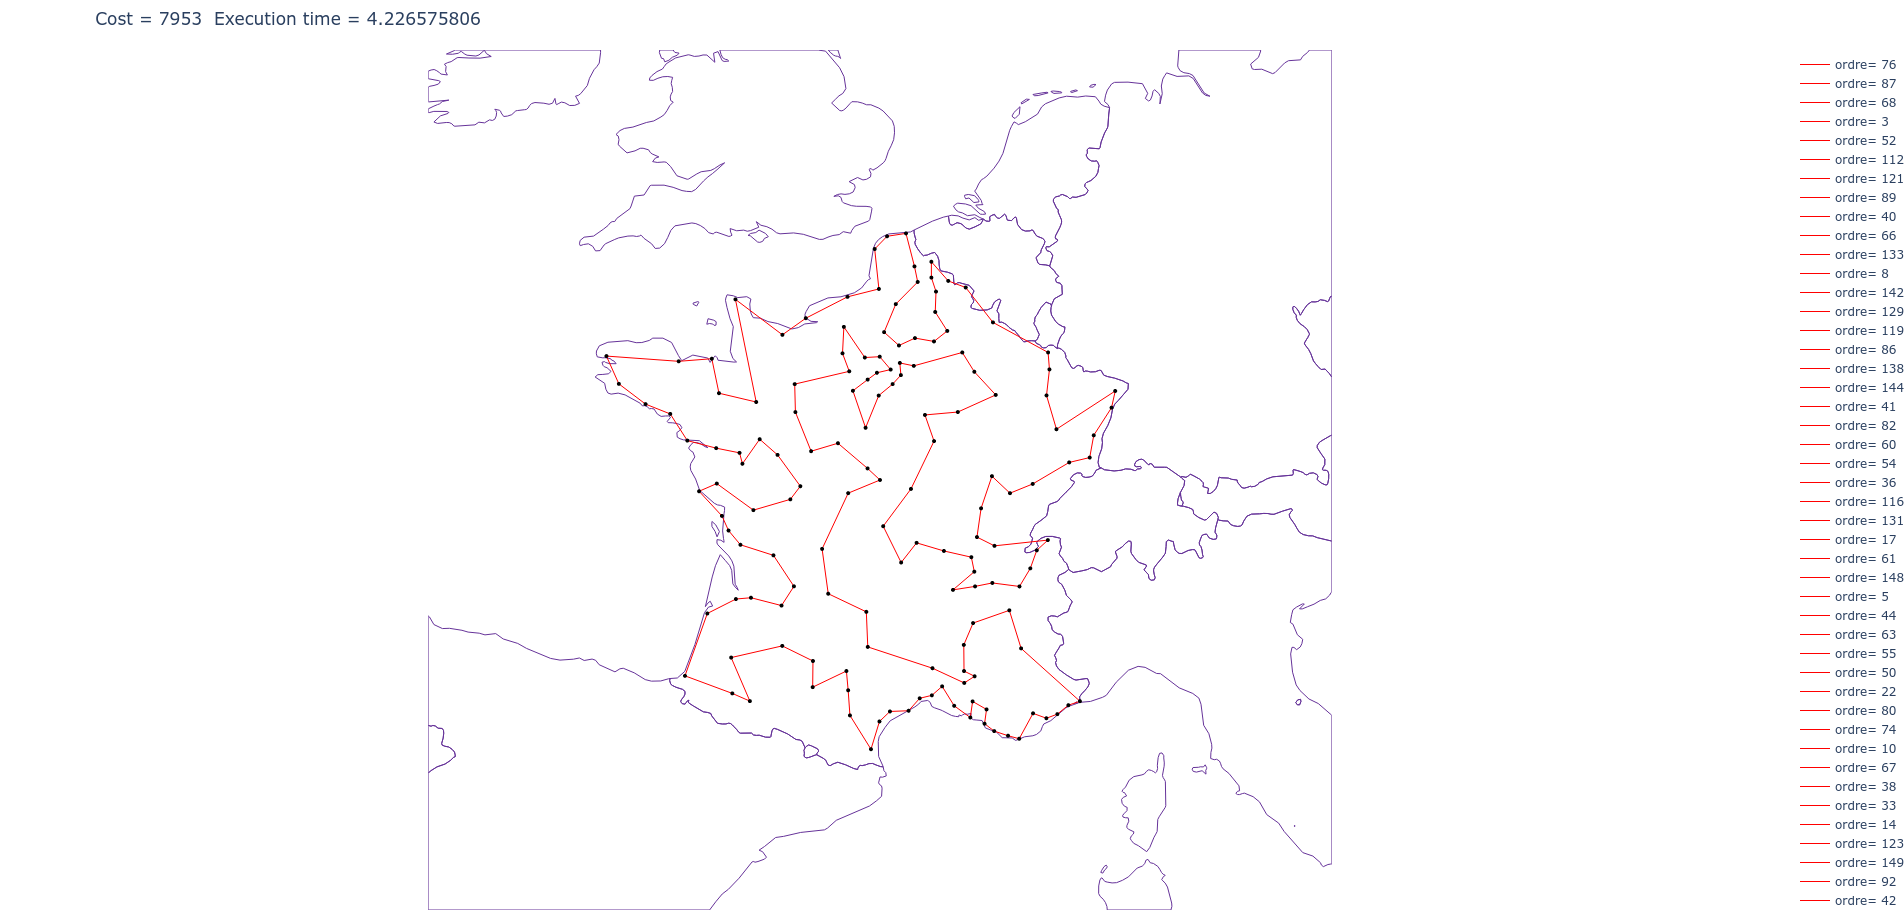 Cost = 7953  Execution time = 4.226575806
ordre= 76
ordre= 87
ordre= 68
ordre= 3
ordre= 52
ordre= 112
ordre= 121
ordre= 89
ordre= 40
ordre= 66
ordre= 133
ordre= 8
ordre= 142
ordre= 129
ordre= 119
ordre= 86
ordre= 138
ordre= 144
ordre= 41
ordre= 82
ordre= 60
ordre= 54
ordre= 36
ordre= 116
ordre= 131
ordre= 17
ordre= 61
ordre= 148
ordre= 5
ordre= 44
ordre= 63
ordre= 55
ordre= 50
ordre= 22
ordre= 80
ordre= 74
ordre= 10
ordre= 67
ordre= 38
ordre= 33
ordre= 14
ordre= 123
ordre= 149
ordre= 92
ordre= 42